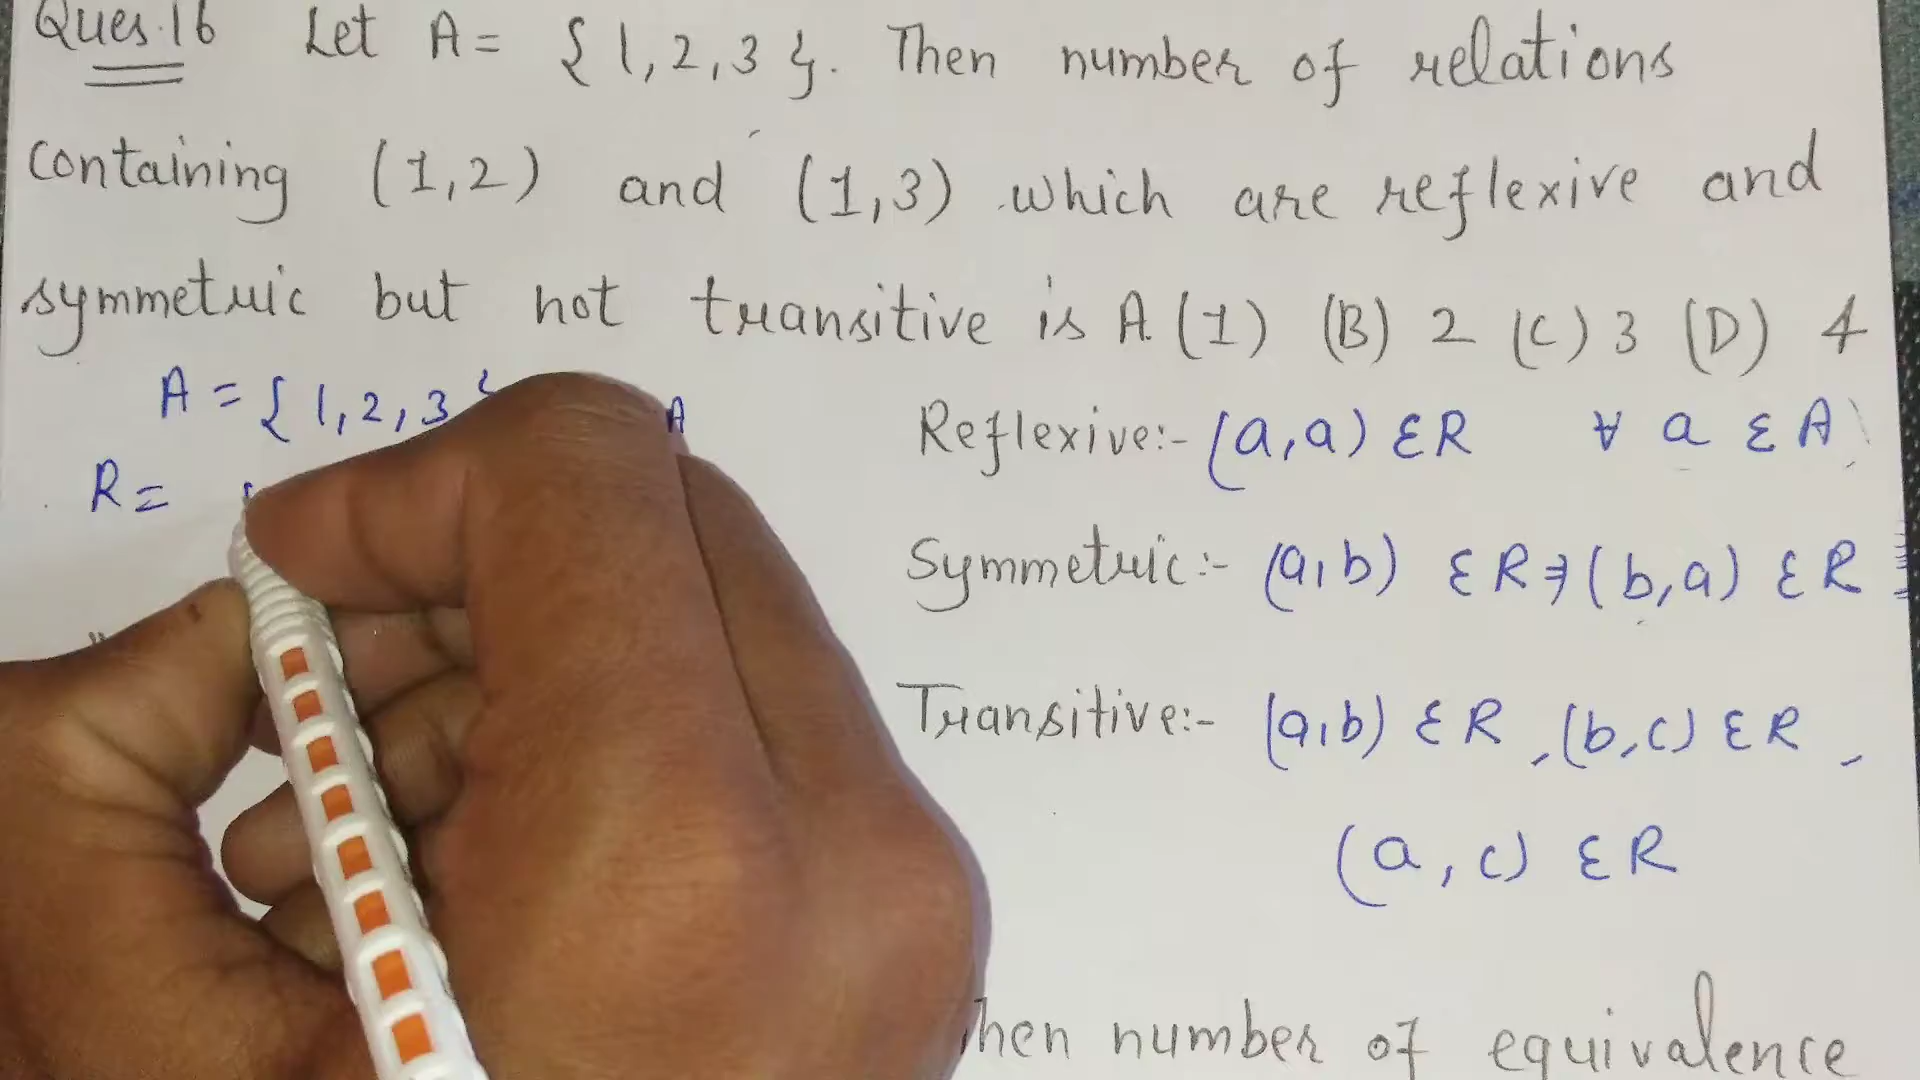 Ques.16 Let A = {1,2,3}. Then number of relations
containing (1,2) and (1,3) which are reflexive and
symmetric but not transitive is A (1) (B) 2 (C) 3 (D) 4
A = {1,2,3} A
R =
Reflexive:- (a,a) ∈ R ∀ a ∈ A
Symmetric:- (a,b) ∈ R ⇒ (b,a) ∈ R
Transitive:- (a,b) ∈ R, (b,c) ∈ R,
(a,c) ∈ R
hen number of equivalence